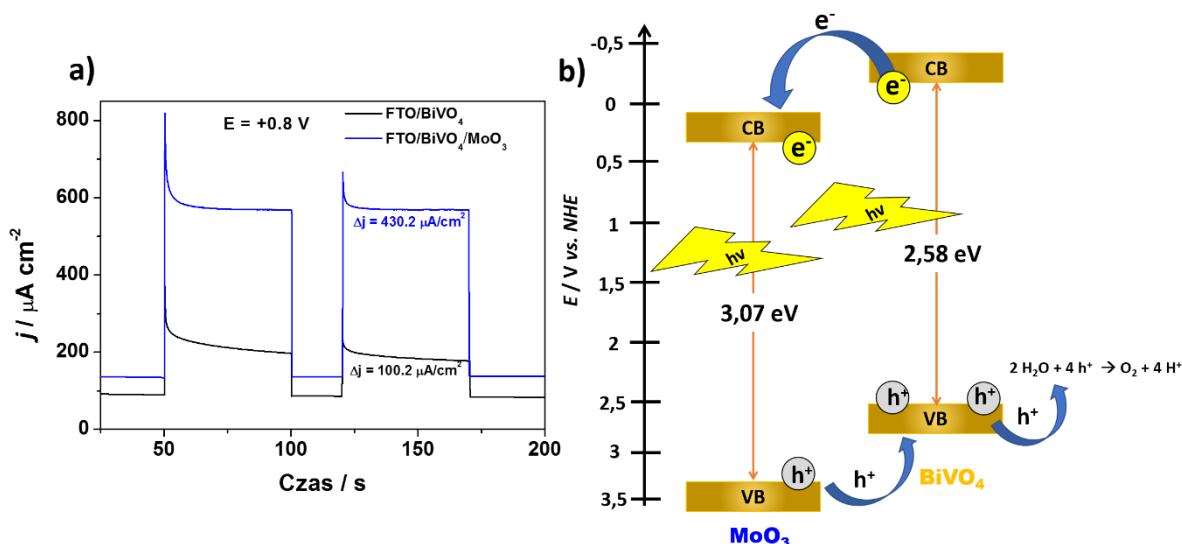 a)
E = +0.8 V
FTO/BiVO₄
FTO/BiVO₄/MoO₃
j / μA cm⁻²
800
600
400
200
0
Δj = 430.2 μA/cm²
Δj = 100.2 μA/cm²
50
100
150
200
Czas / s
b)
E / V vs. NHE
-0,5
0
0,5
1
1,5
2
2,5
3
3,5
e⁻
CB
e⁻
CB
e⁻
hν
hν
2,58 eV
3,07 eV
2 H₂O + 4 h⁺ → O₂ + 4 H⁺
h⁺
h⁺
VB
h⁺
BiVO₄
h⁺
h⁺
VB
MoO₃